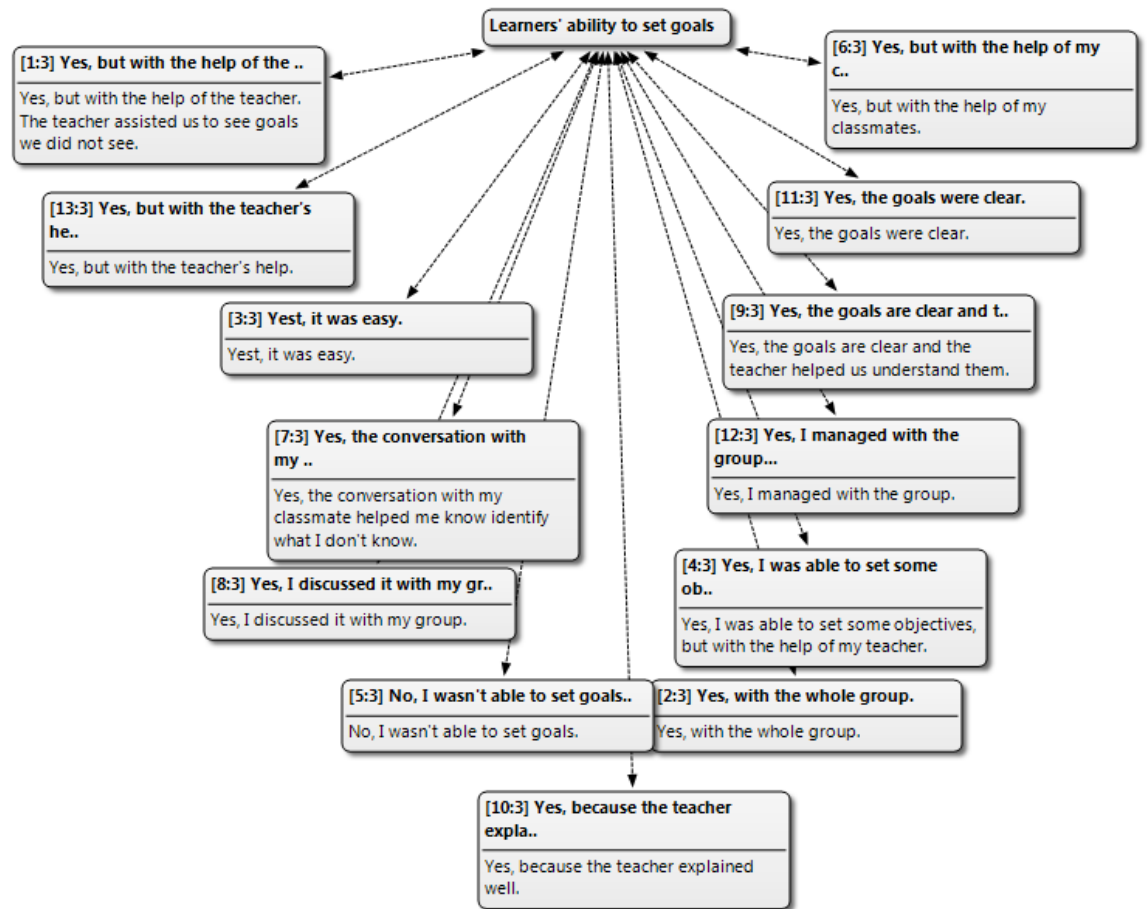 Learners' ability to set goals
[1:3] Yes, but with the help of the ..
Yes, but with the help of the teacher.
The teacher assisted us to see goals
we did not see.
[6:3] Yes, but with the help of my
c..
Yes, but with the help of my
classmates.
[13:3] Yes, but with the teacher's
he..
Yes, but with the teacher's help.
[11:3] Yes, the goals were clear.
Yes, the goals were clear.
[3:3] Yest, it was easy.
Yest, it was easy.
[9:3] Yes, the goals are clear and t..
Yes, the goals are clear and the
teacher helped us understand them.
[7:3] Yes, the conversation with
my ..
Yes, the conversation with my
classmate helped me know identify
what I don't know.
[12:3] Yes, I managed with the
group...
Yes, I managed with the group.
[8:3] Yes, I discussed it with my gr..
Yes, I discussed it with my group.
[4:3] Yes, I was able to set some
ob..
Yes, I was able to set some objectives,
but with the help of my teacher.
[5:3] No, I wasn't able to set goals..
No, I wasn't able to set goals.
[2:3] Yes, with the whole group.
Yes, with the whole group.
[10:3] Yes, because the teacher
expla..
Yes, because the teacher explained
well.